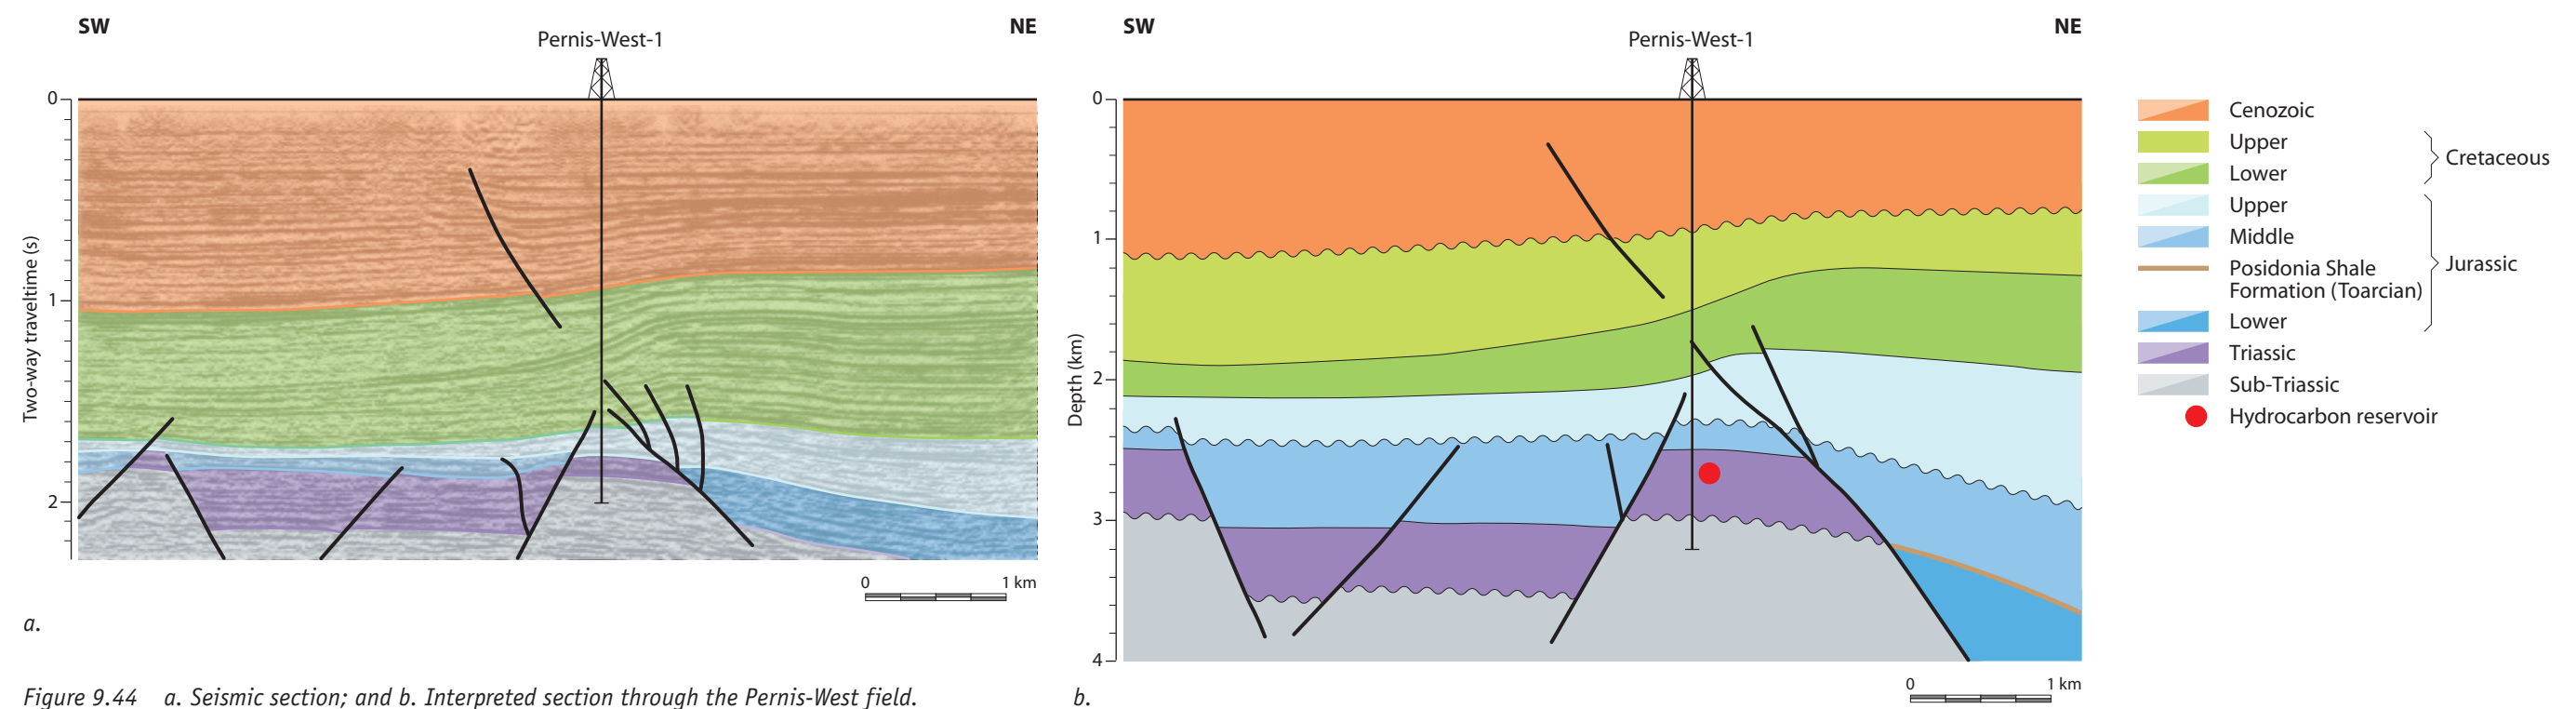 SW
NE
Pernis-West-1
0
1
2
Two-way traveltime (s)
0 1 km
a.
SW
NE
Pernis-West-1
0
1
2
3
4
Depth (km)
0 1 km
b.
Cenozoic
Upper
Cretaceous
Lower
Upper
Middle
Posidonia Shale
Jurassic
Formation (Toarcian)
Lower
Triassic
Sub-Triassic
Hydrocarbon reservoir
Figure 9.44 a. Seismic section; and b. Interpreted section through the Pernis-West field.